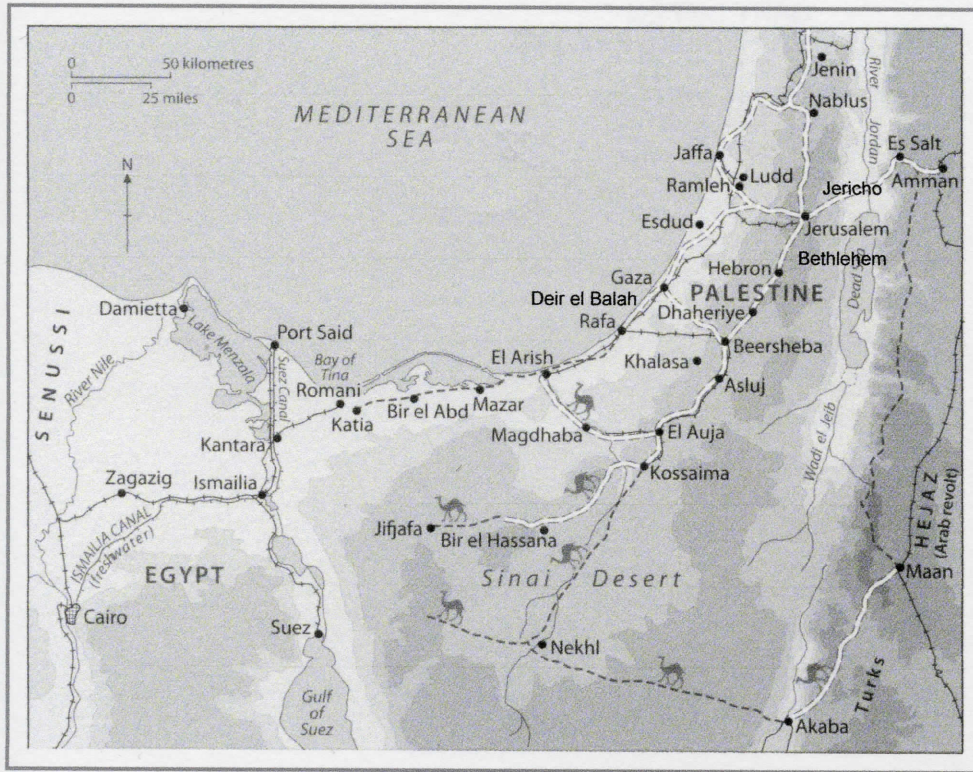 0 50 kilometres
0 25 miles
N
MEDITERRANEAN
SEA
Jenin
Nablus
River
Jordan
Es Salt
Amman
Jaffa
Ludd
Ramleh
Jericho
Esdud
Jerusalem
Bethlehem
Hebron
Gaza
PALESTINE
Dead Sea
Deir el Balah
Dhaheriye
Rafa
Beersheba
Khalasa
Asluj
Damietta
Lake Menzala
Port Said
SENUSSI
River Nile
Suez Canal
Bay of
Tina
Romani
El Arish
Katia
Bir el Abd
Mazar
Kantara
Magdhaba
El Auja
Wadi el Jeib
Kossaima
Zagazig
Ismailia
Jifjafa
Bir el Hassana
HEJAZ
(Arab revolt)
ISMAILIA CANAL
(freshwater)
EGYPT
Sinai Desert
Maan
Cairo
Suez
Nekhl
Gulf
of
Suez
Turks
Akaba